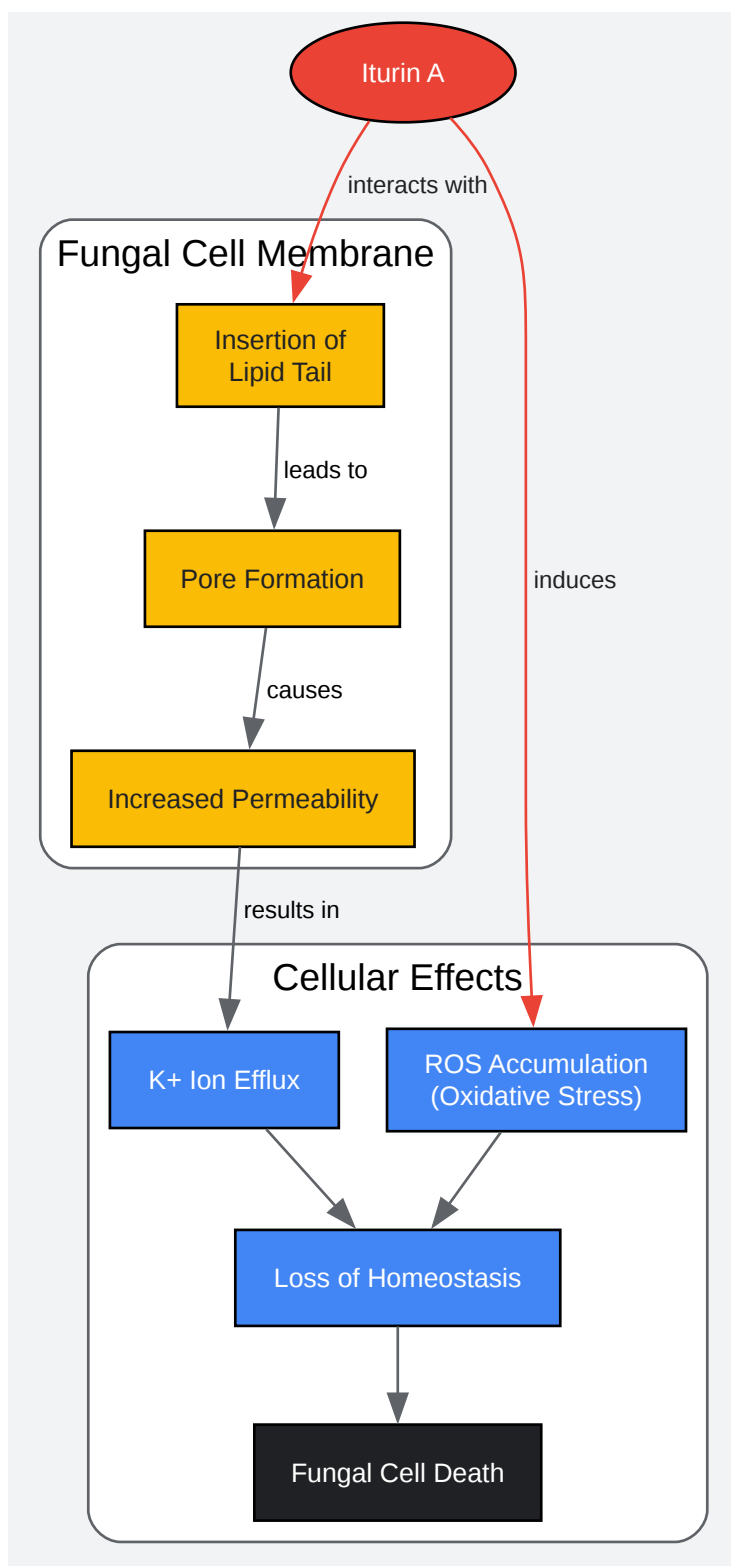 Iturin A
interacts with
Fungal Cell Membrane
Insertion of
Lipid Tail
leads to
Pore Formation
induces
causes
Increased Permeability
results in
Cellular Effects
K+ Ion Efflux
ROS Accumulation
(Oxidative Stress)
Loss of Homeostasis
Fungal Cell Death